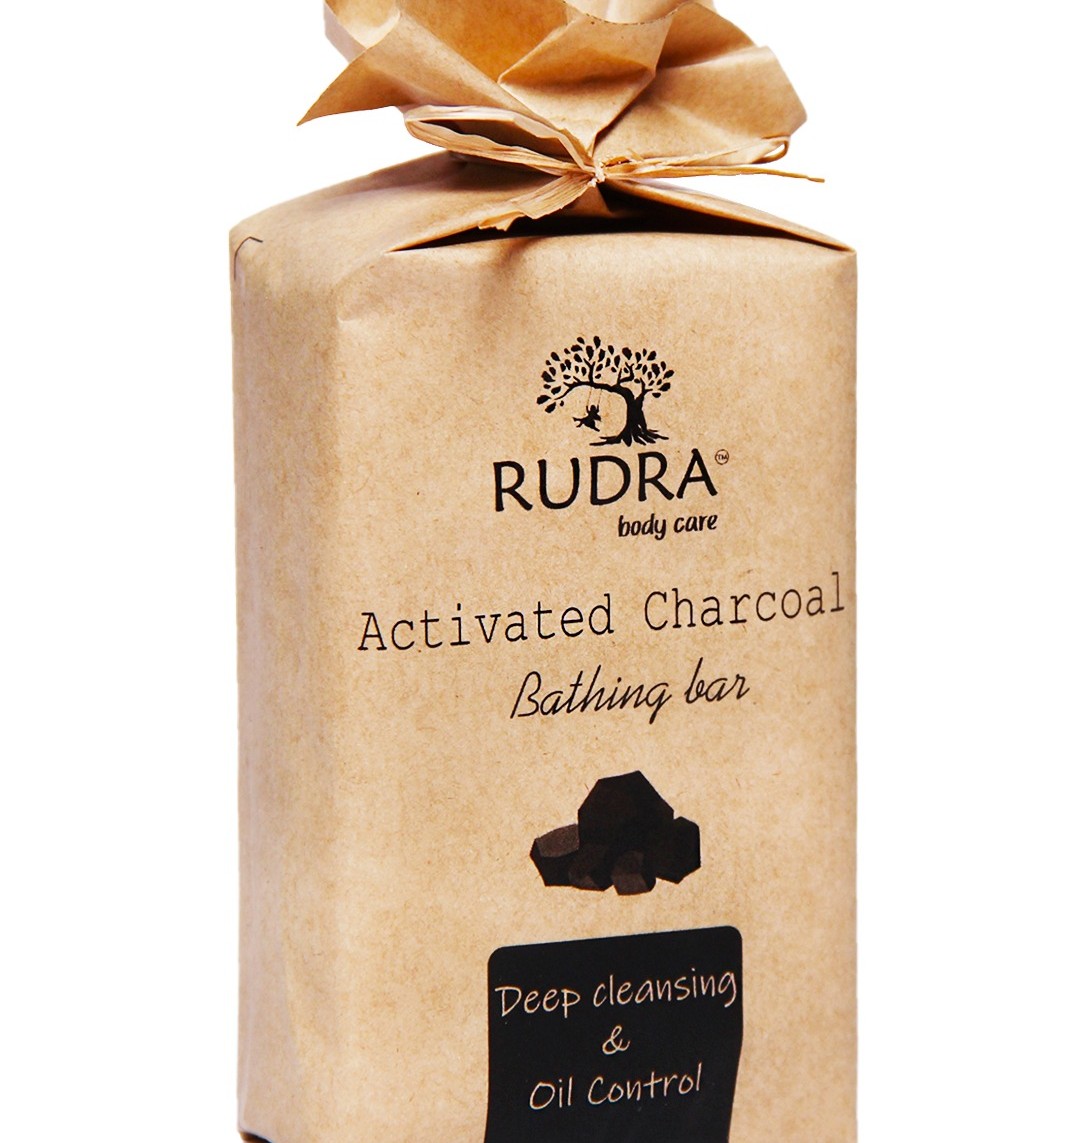 RUDRA™
body care
Activated Charcoal
Bathing bar
Deep cleansing
&
Oil Control